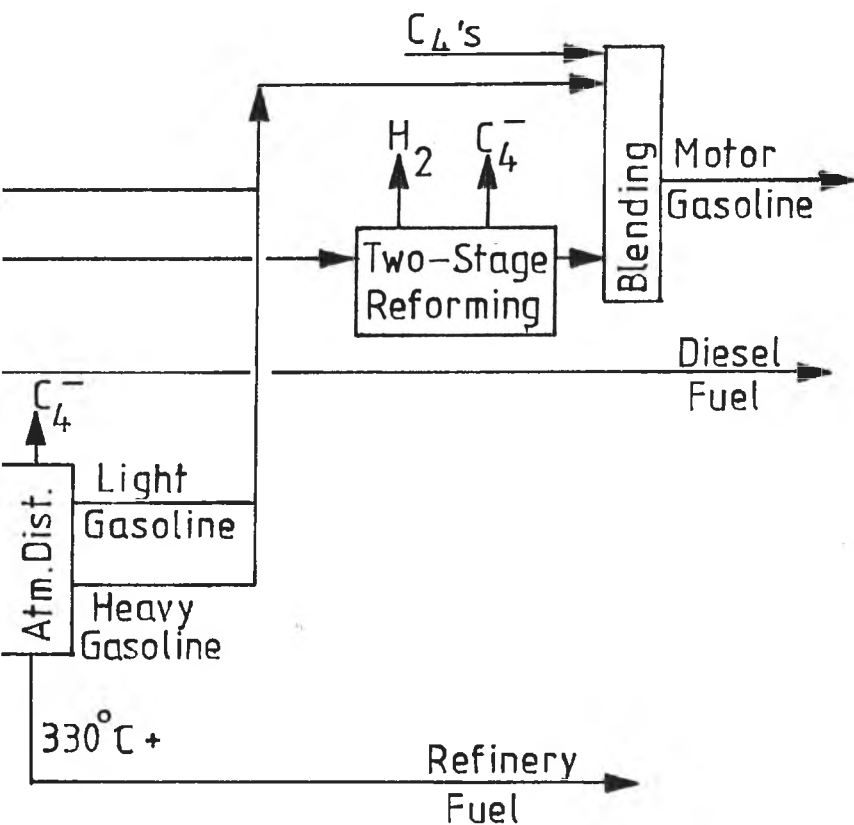 C₄'s
H₂
C₄⁻
Blending
Motor
Gasoline
Two-Stage
Reforming
Diesel
Fuel
C₄⁻
Atm.Dist.
Light
Gasoline
Heavy
Gasoline
330°C +
Refinery
Fuel